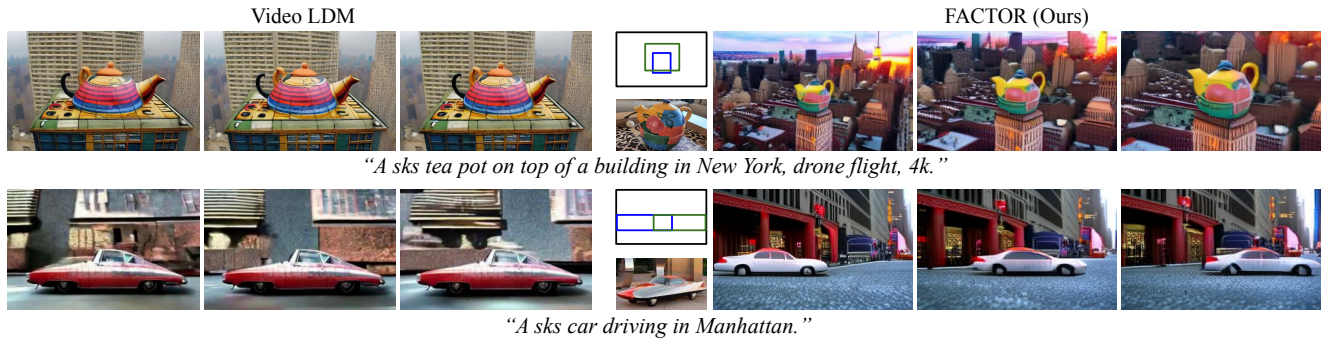 Video LDM
FACTOR (Ours)
“A sks tea pot on top of a building in New York, drone flight, 4k.”
“A sks car driving in Manhattan.”